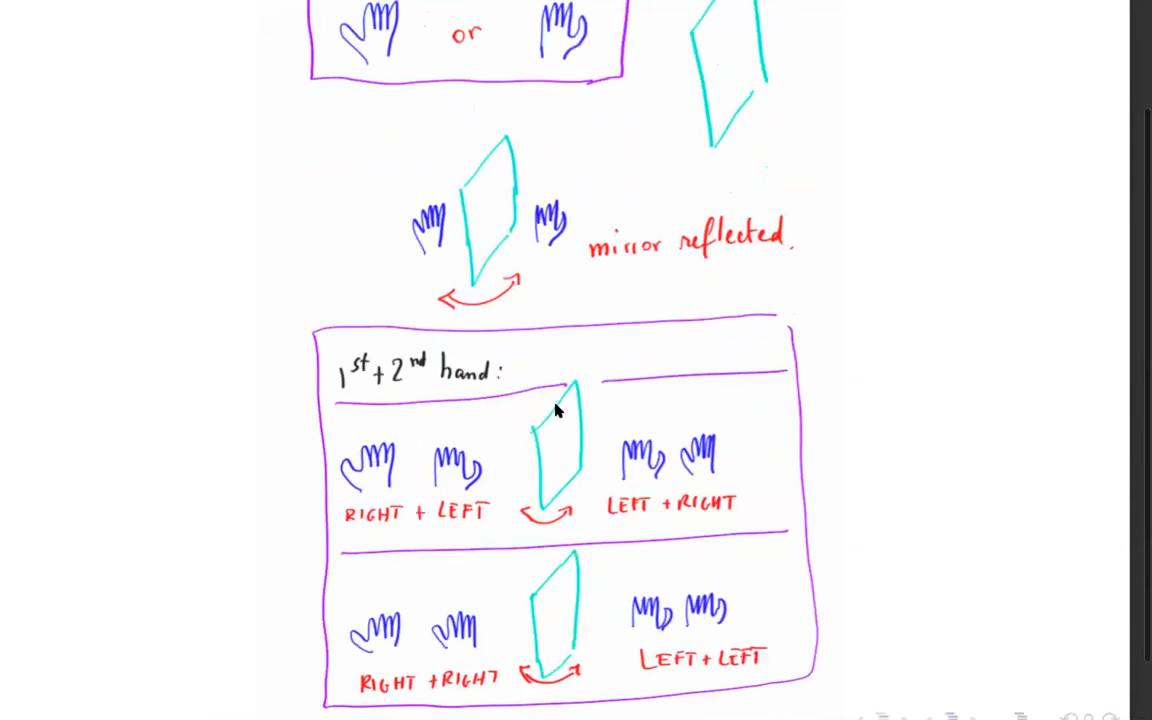 or
mirror reflected.
1st + 2nd hand:
RIGHT + LEFT
LEFT + RIGHT
RIGHT + RIGHT
LEFT + LEFT